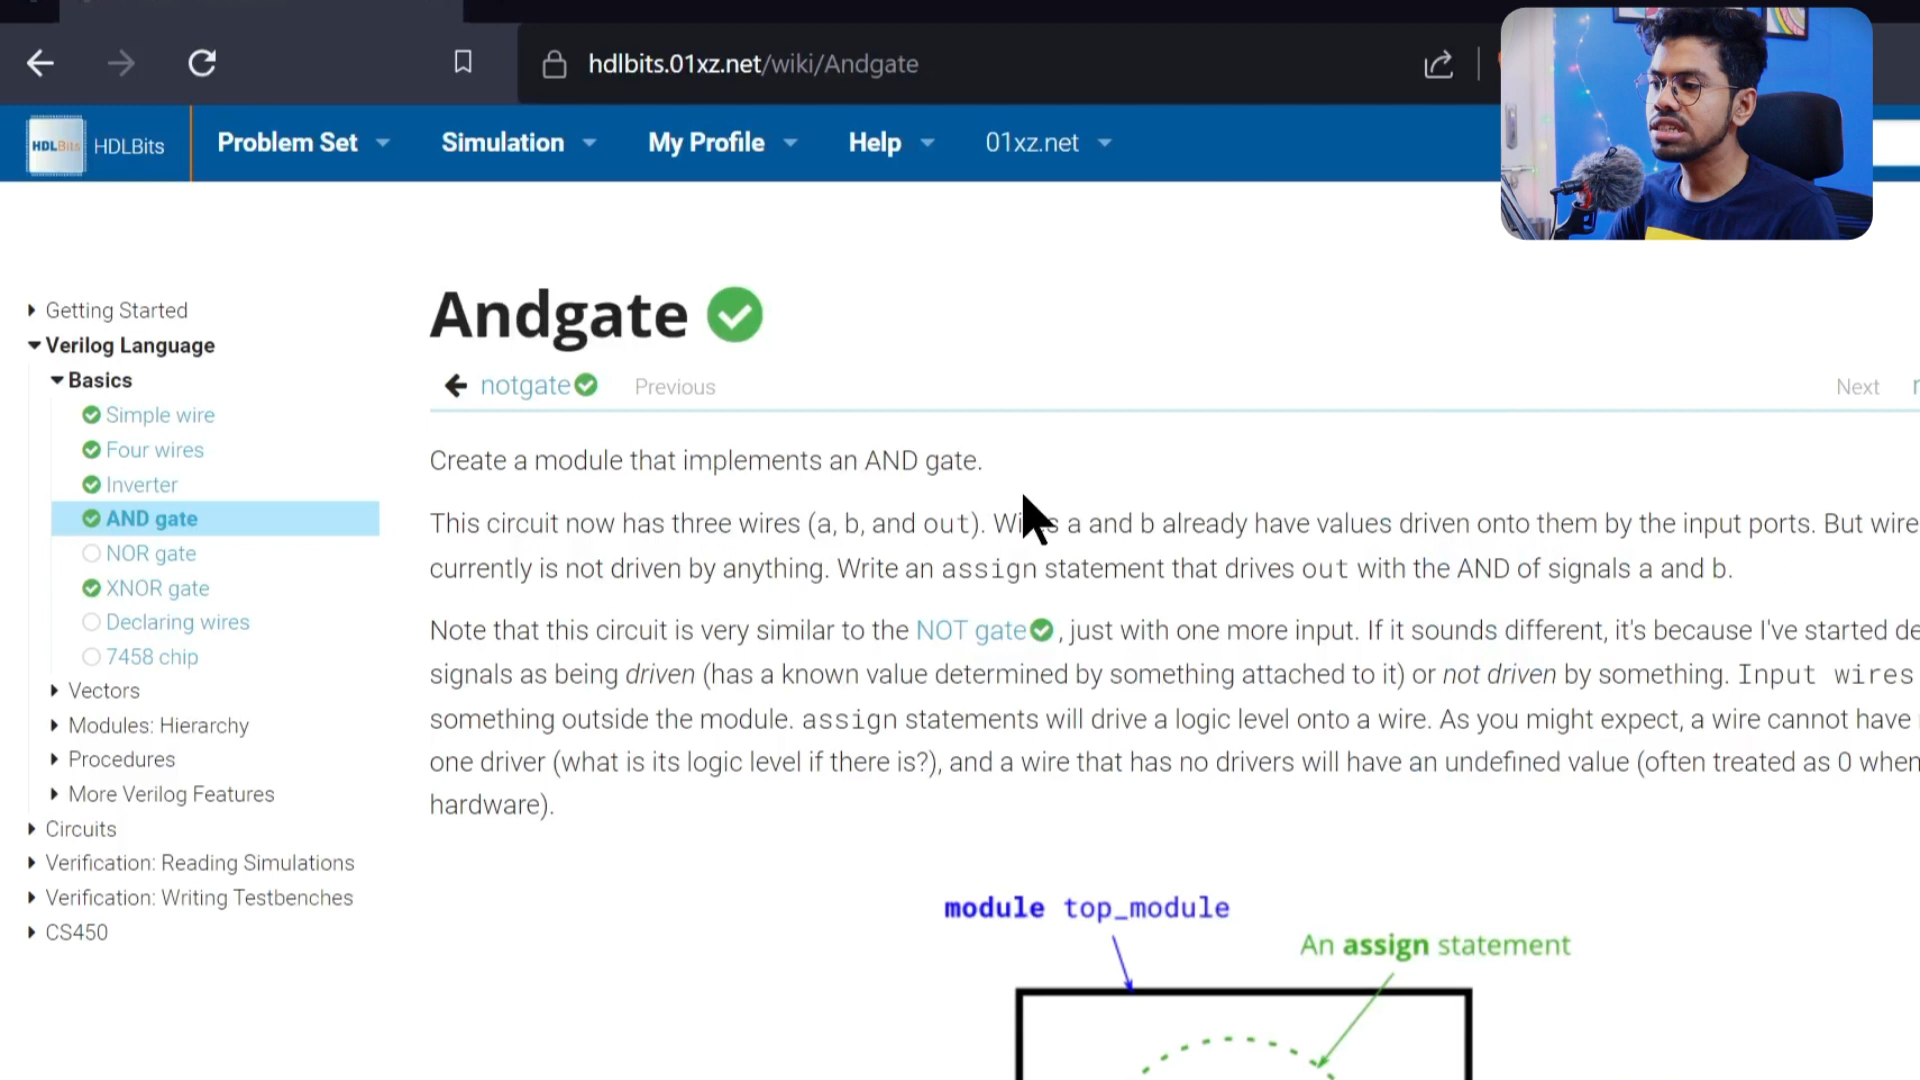 hdlbits.01xz.net/wiki/Andgate
HDLBits HDLBits Problem Set Simulation My Profile Help 01xz.net
Getting Started
Verilog Language
Basics
Simple wire
Four wires
Inverter
AND gate
NOR gate
XNOR gate
Declaring wires
7458 chip
Vectors
Modules: Hierarchy
Procedures
More Verilog Features
Circuits
Verification: Reading Simulations
Verification: Writing Testbenches
CS450
Andgate
notgate Previous Next
Create a module that implements an AND gate.
This circuit now has three wires (a, b, and out). a and b already have values driven onto them by the input ports. But wire
currently is not driven by anything. Write an assign statement that drives out with the AND of signals a and b.
Note that this circuit is very similar to the NOT gate, just with one more input. If it sounds different, it's because I've started de
signals as being driven (has a known value determined by something attached to it) or not driven by something. Input wires
something outside the module. assign statements will drive a logic level onto a wire. As you might expect, a wire cannot have
one driver (what is its logic level if there is?), and a wire that has no drivers will have an undefined value (often treated as 0 when
hardware).
module top_module
An assign statement